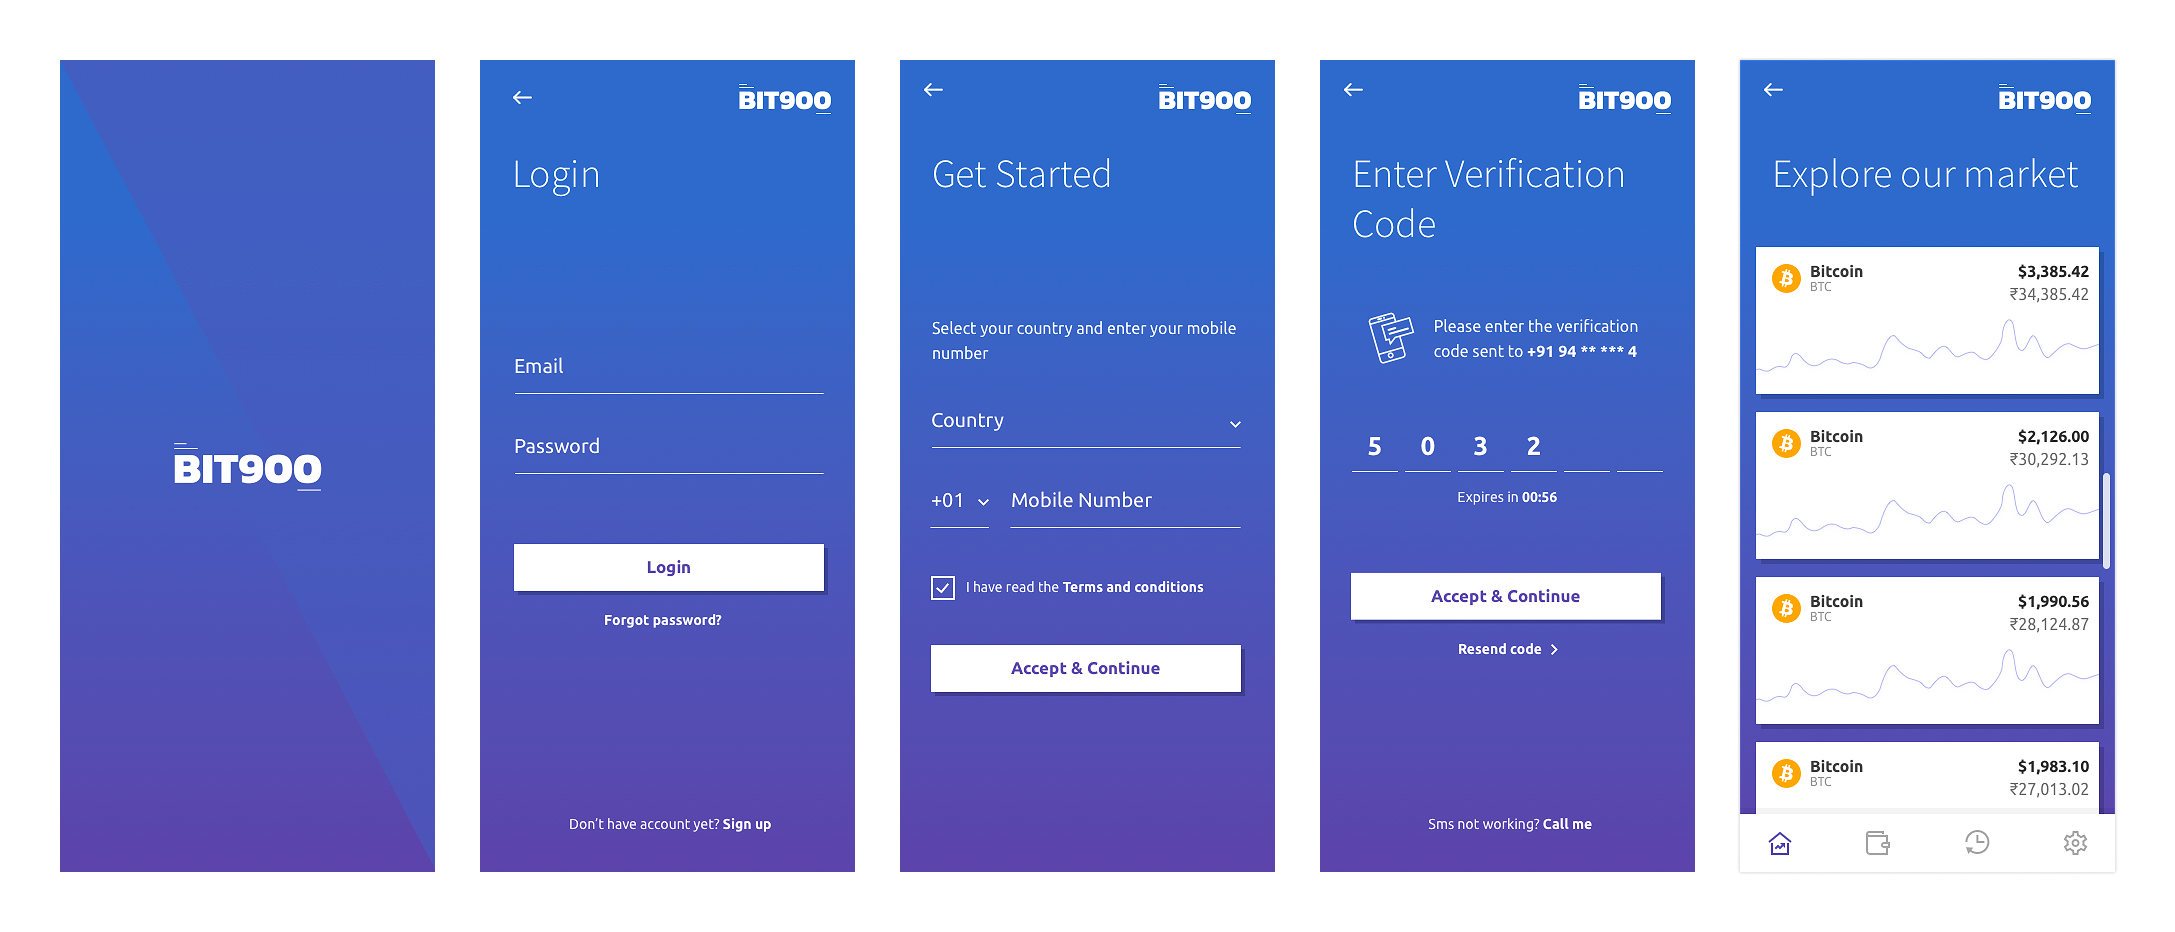 BIT900
BIT900
Login
Email
Password
Login
Forgot password?
Don't have account yet? Sign up
BIT900
Get Started
Select your country and enter your mobile
number
Country
+01 Mobile Number
I have read the Terms and conditions
Accept & Continue
BIT900
Enter Verification
Code
Please enter the verification
code sent to +91 94 ** *** 4
5 0 3 2
Expires in 00:56
Accept & Continue
Resend code
Sms not working? Call me
BIT900
Explore our market
Bitcoin $3,385.42
BTC ₹34,385.42
Bitcoin $2,126.00
BTC ₹30,292.13
Bitcoin $1,990.56
BTC ₹28,124.87
Bitcoin $1,983.10
BTC ₹27,013.02